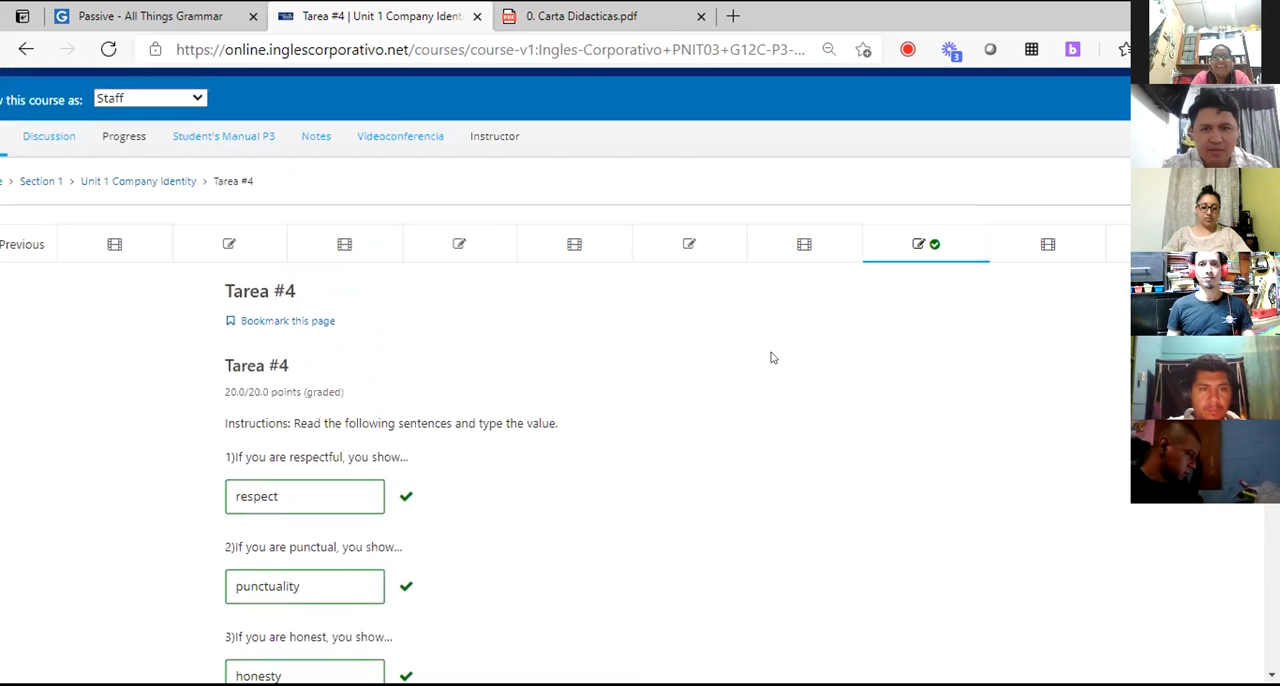 Passive - All Things Grammar
Tarea #4 | Unit 1 Company Identi
0. Carta Didacticas.pdf
https://online.inglescorporativo.net/courses/course-v1:Ingles-Corporativo+PNIT03+G12C-P3-...
3
b
this course as: Staff
Discussion Progress Student's Manual P3 Notes Videoconferencia Instructor
e > Section 1 > Unit 1 Company Identity > Tarea #4
Previous
Tarea #4
Bookmark this page
Tarea #4
20.0/20.0 points (graded)
Instructions: Read the following sentences and type the value.
1)If you are respectful, you show...
respect
2)If you are punctual, you show...
punctuality
3)If you are honest, you show...
honesty